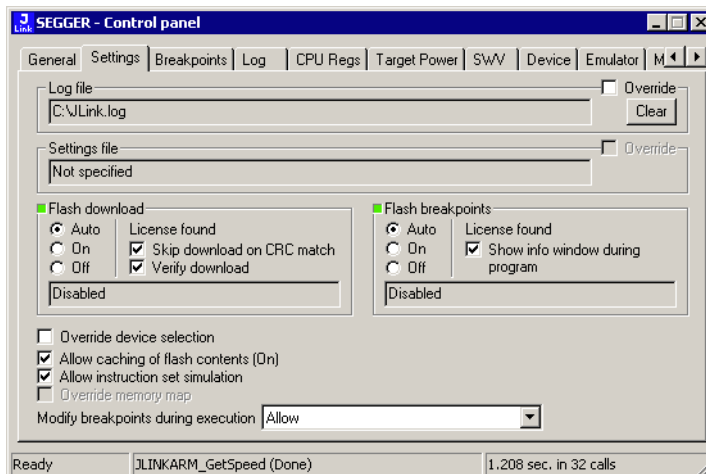 J
Link
SEGGER - Control panel
General Settings Breakpoints Log CPU Regs Target Power SWV Device Emulator M
Log file Override
C:\JLink.log Clear
Settings file Override
Not specified
Flash download
Auto License found
On Skip download on CRC match
Off Verify download
Disabled
Flash breakpoints
Auto License found
On Show info window during
Off program
Disabled
Override device selection
Allow caching of flash contents (On)
Allow instruction set simulation
Override memory map
Modify breakpoints during execution Allow
Ready JLINKARM_GetSpeed (Done) 1.208 sec. in 32 calls